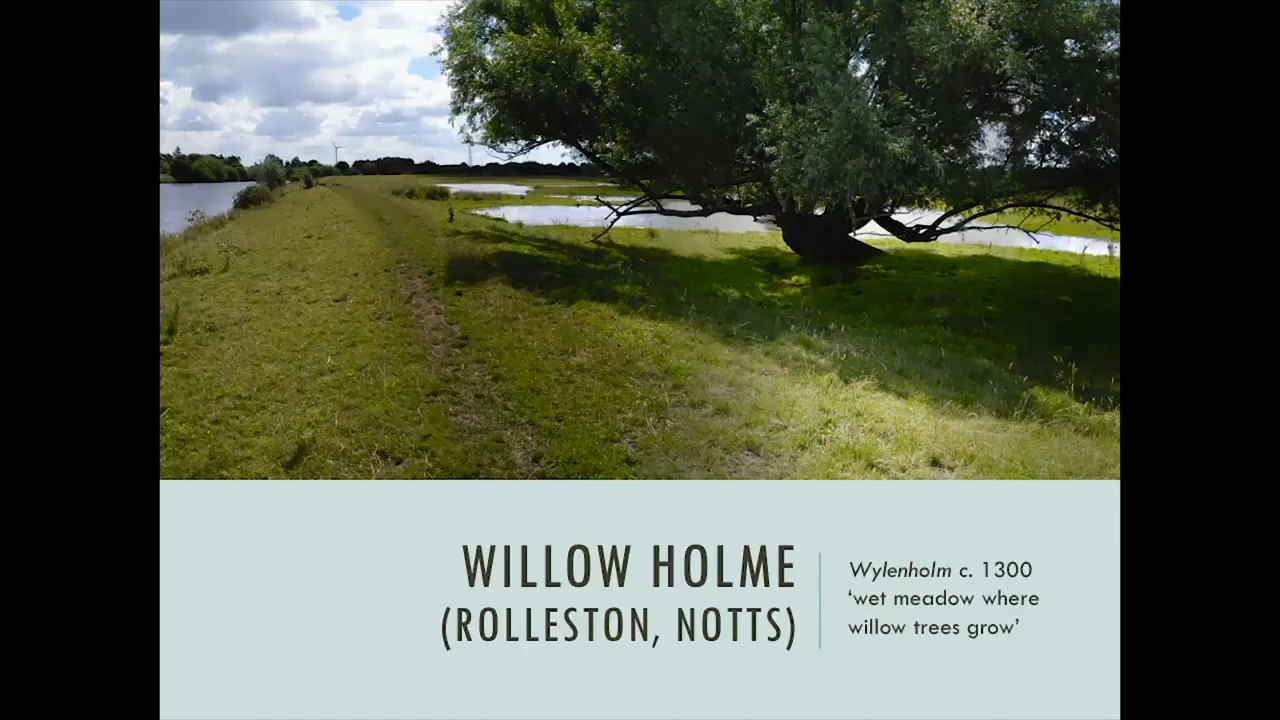 WILLOW HOLME
(ROLLESTON, NOTTS)
Wylenholm c. 1300
‘wet meadow where
willow trees grow’